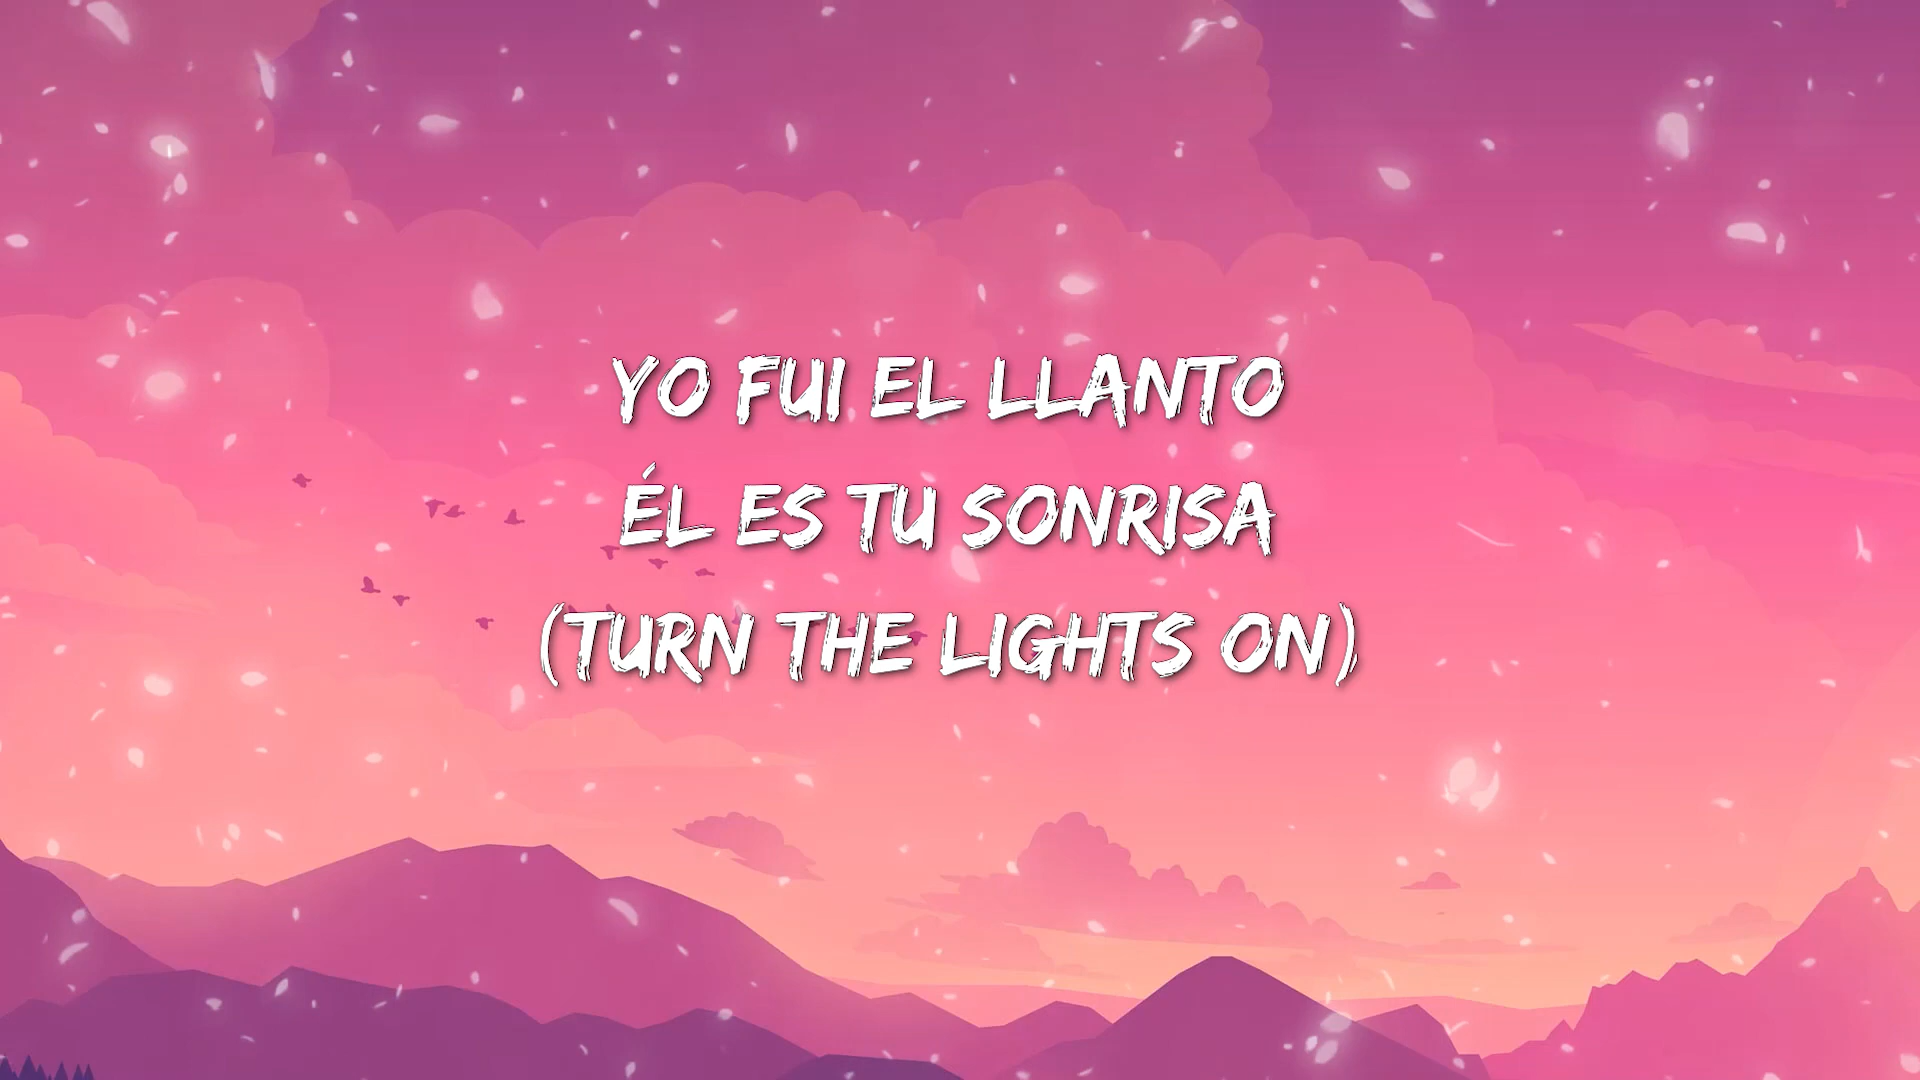 YO FUI EL LLANTO
ÉL ES TU SONRISA
(TURN THE LIGHTS ON)